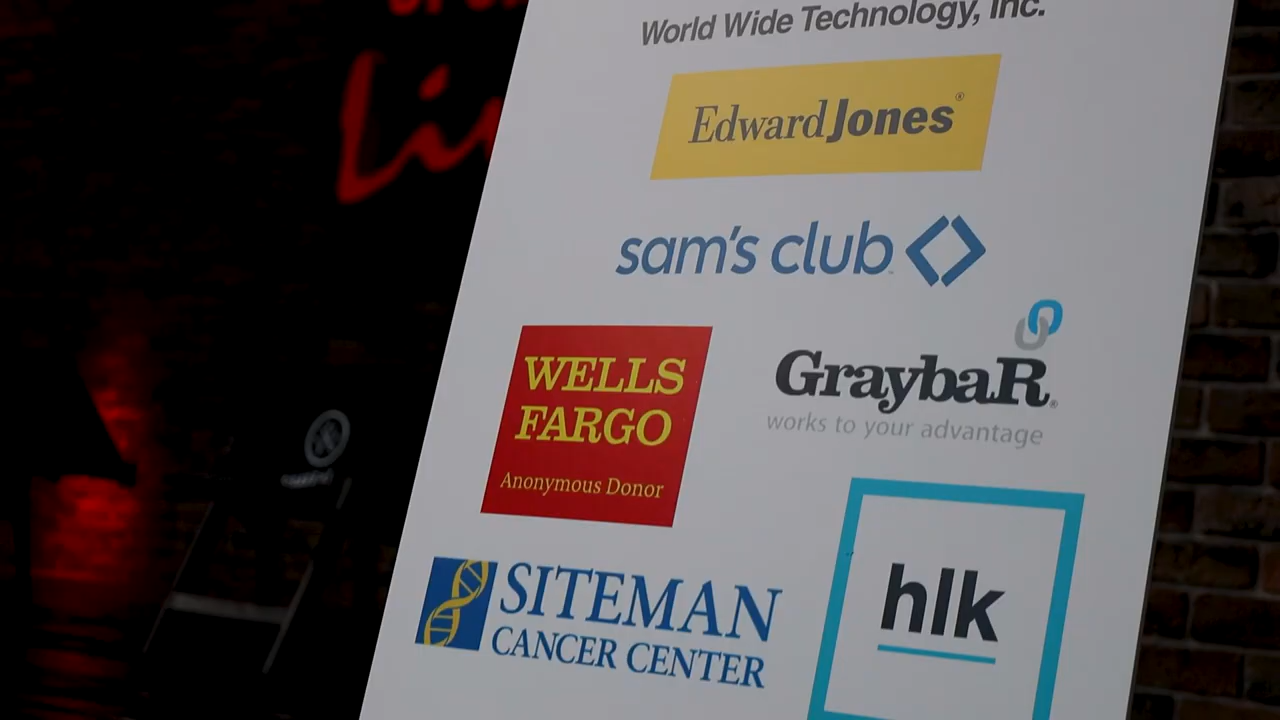 World Wide Technology, Inc.
Edward Jones®
sam's club
WELLS
FARGO
Anonymous Donor
GraybaR®
works to your advantage
SITEMAN
CANCER CENTER
hlk